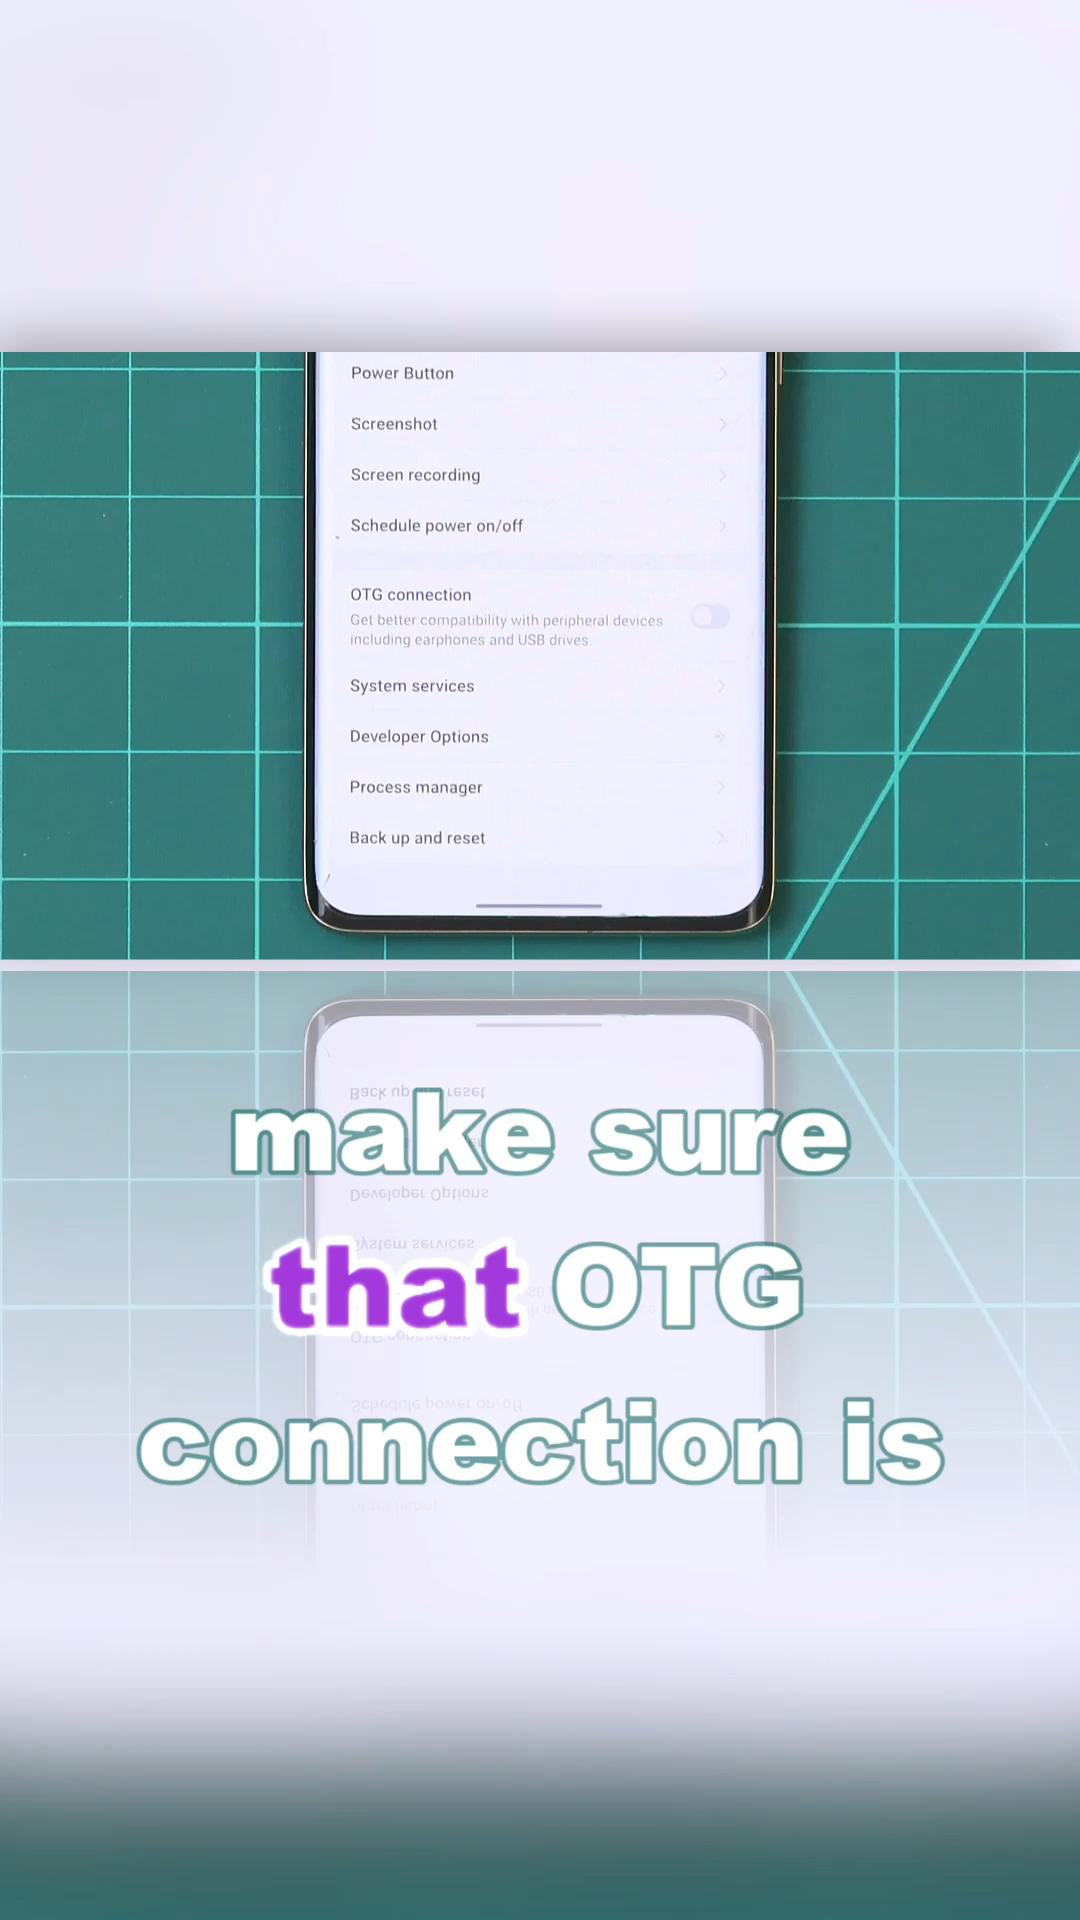 Power Button
Screenshot
Screen recording
Schedule power on/off
OTG connection
Get better compatibility with peripheral devices
including earphones and USB drives.
System services
Developer Options
Process manager
Back up and reset
make sure
that OTG
connection is